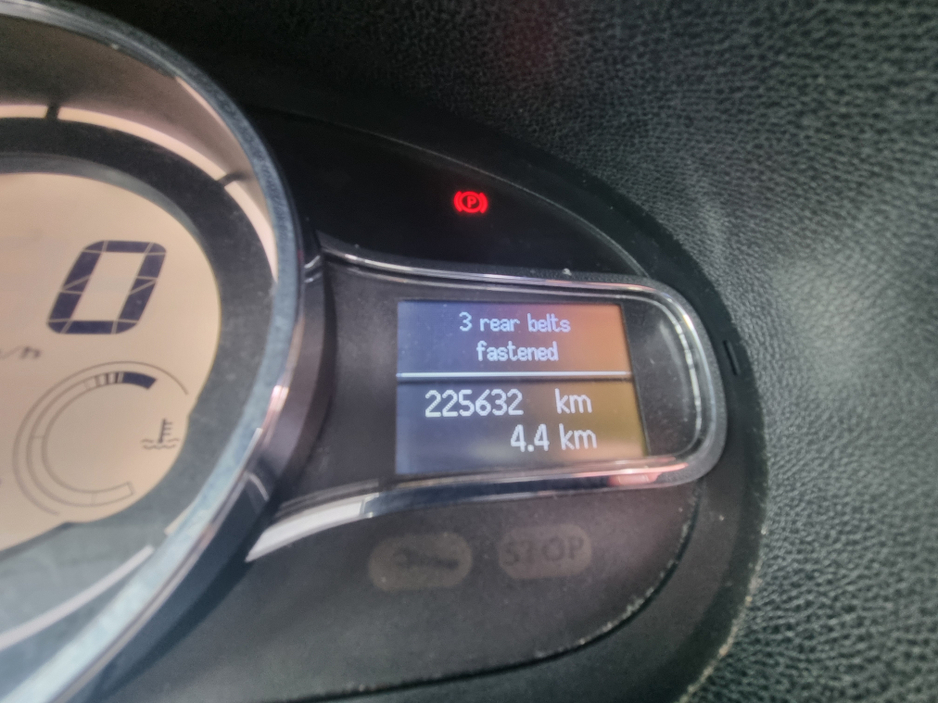 0
P
3 rear belts
fastened
225632 km
4.4 km
STOP